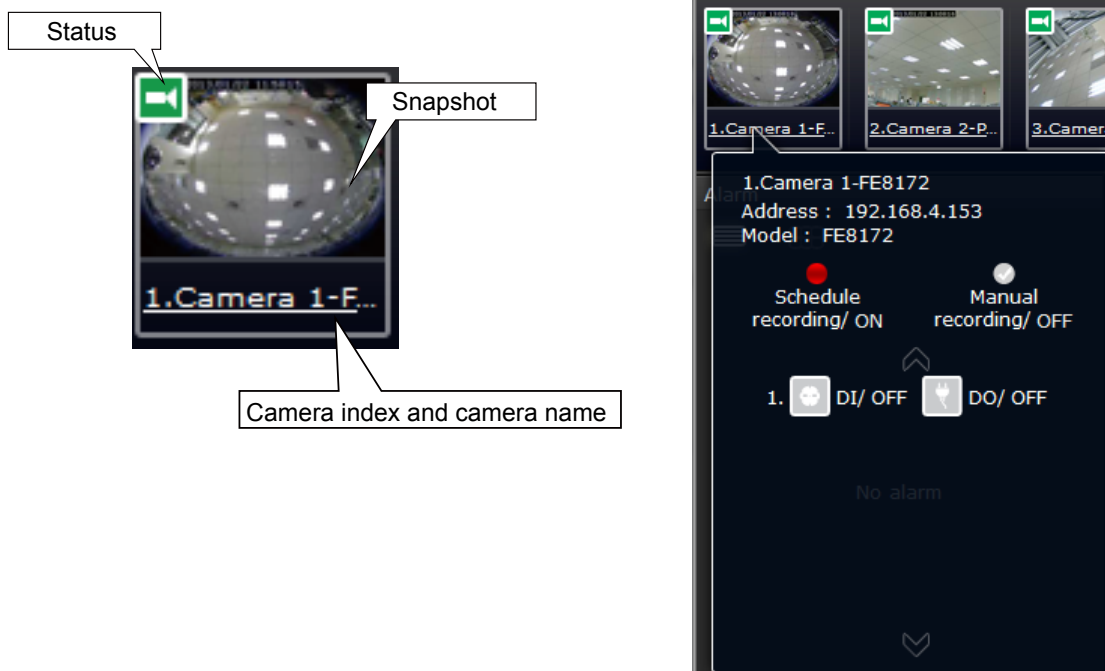 Status
Snapshot
1.Camera 1-F...
Camera index and camera name
1.Camera 1-F...
2.Camera 2-P...
3.Camera
Alarm
1.Camera 1-FE8172
Address : 192.168.4.153
Model : FE8172
Schedule
recording/ ON
Manual
recording/ OFF
1.
DI/ OFF
DO/ OFF
No alarm